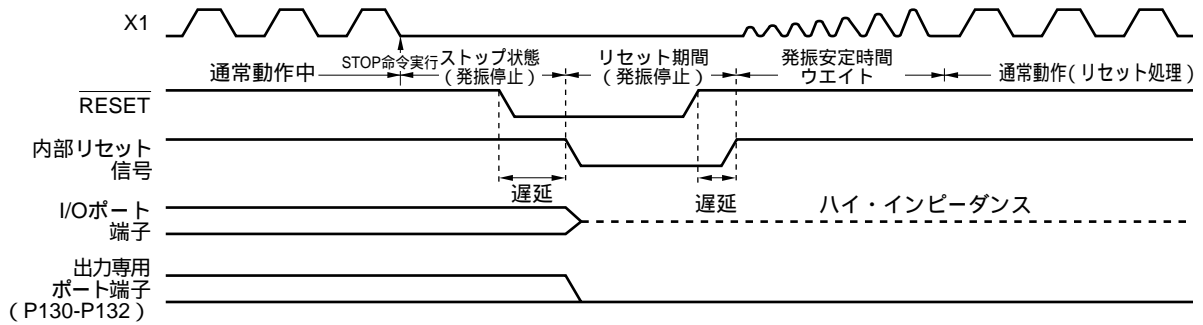 X1
STOP命令実行
通常動作中
ストップ状態
(発振停止)
リセット期間
(発振停止)
発振安定時間
ウエイト
通常動作(リセット処理)
RESET
内部リセット
信号
遅延
遅延
I/Oポート
端子
ハイ・インピーダンス
出力専用
ポート端子
(P130-P132)